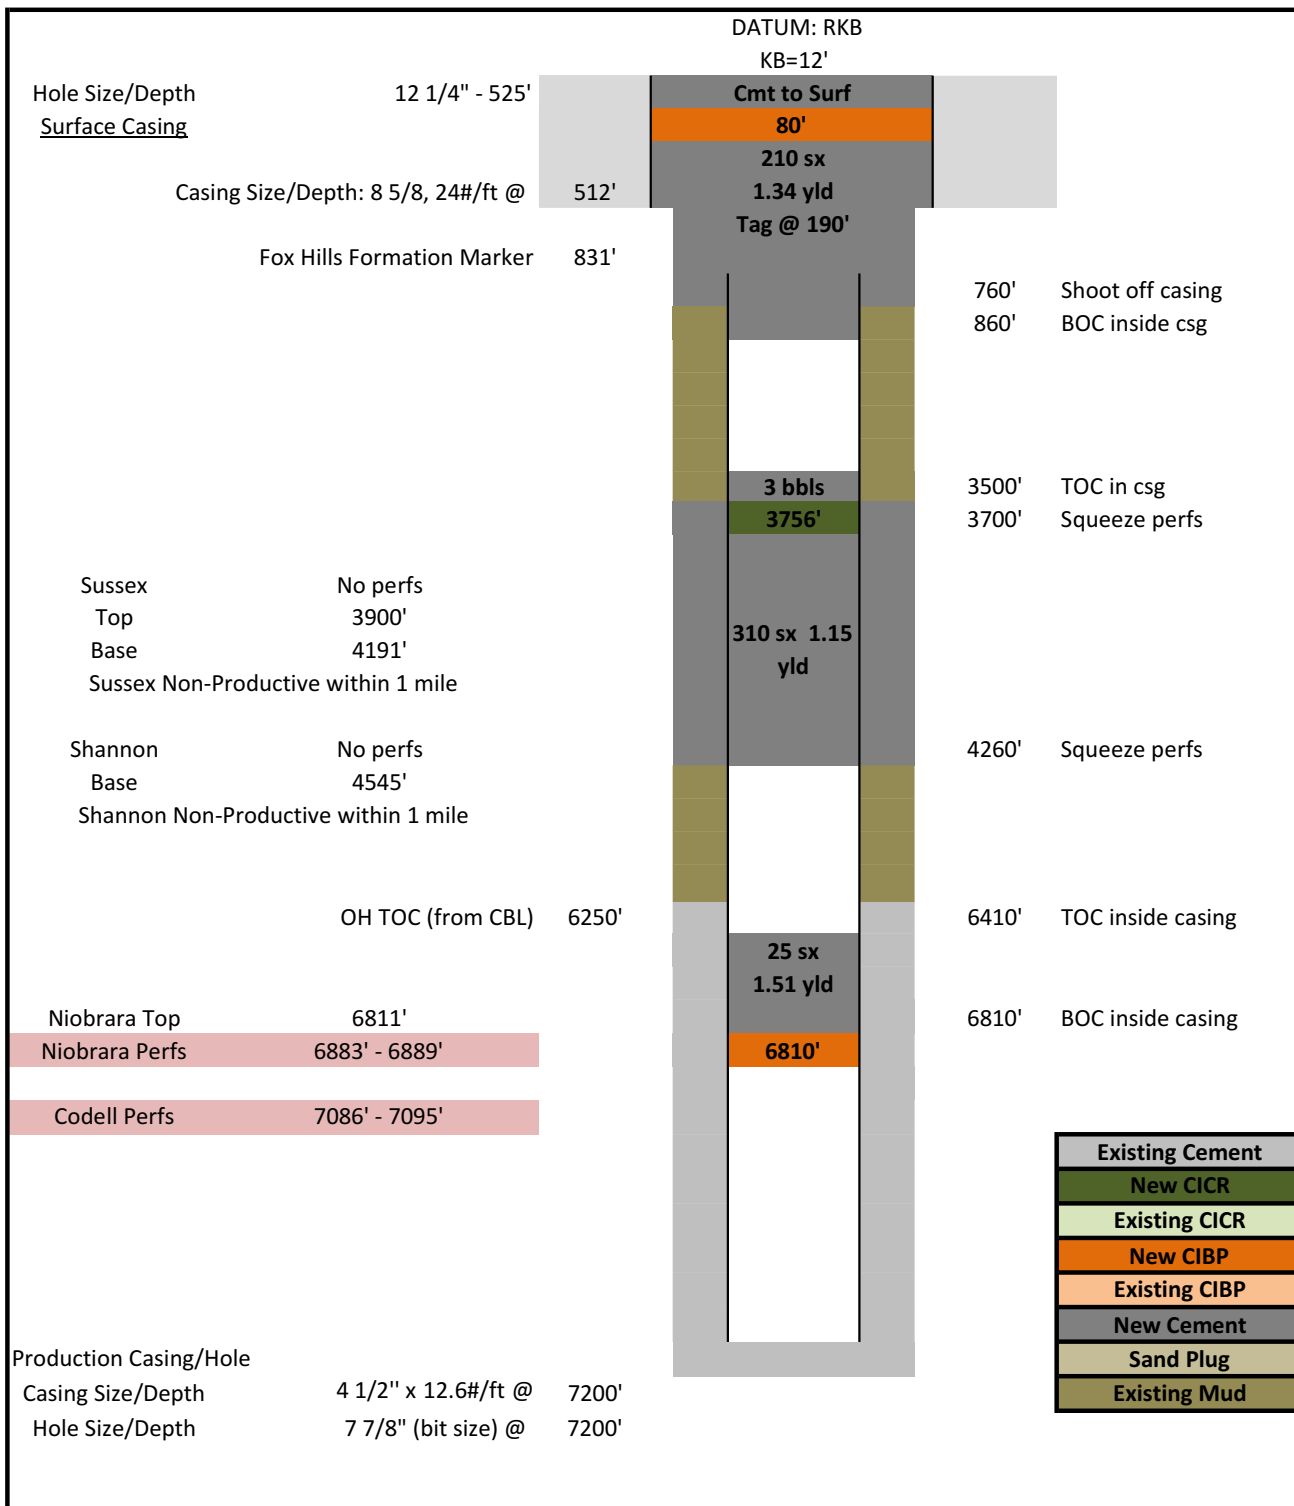 DATUM: RKB
KB=12'
Hole Size/Depth 12 1/4" - 525' Cmt to Surf
Surface Casing 80'
210 sx
Casing Size/Depth: 8 5/8, 24#/ft @ 512' 1.34 yld
Tag @ 190'
Fox Hills Formation Marker 831'
760' Shoot off casing
860' BOC inside csg
3 bbls 3500' TOC in csg
3756' 3700' Squeeze perfs
Sussex No perfs
Top 3900'
310 sx 1.15
Base 4191'
yld
Sussex Non-Productive within 1 mile
Shannon No perfs 4260' Squeeze perfs
Base 4545'
Shannon Non-Productive within 1 mile
OH TOC (from CBL) 6250' 6410' TOC inside casing
25 sx
1.51 yld
Niobrara Top 6811' 6810' BOC inside casing
Niobrara Perfs 6883' - 6889' 6810'
Codell Perfs 7086' - 7095'
Existing Cement
New CICR
Existing CICR
New CIBP
Existing CIBP
New Cement
Sand Plug
Existing Mud
Production Casing/Hole
Casing Size/Depth 4 1/2'' x 12.6#/ft @ 7200'
Hole Size/Depth 7 7/8" (bit size) @ 7200'